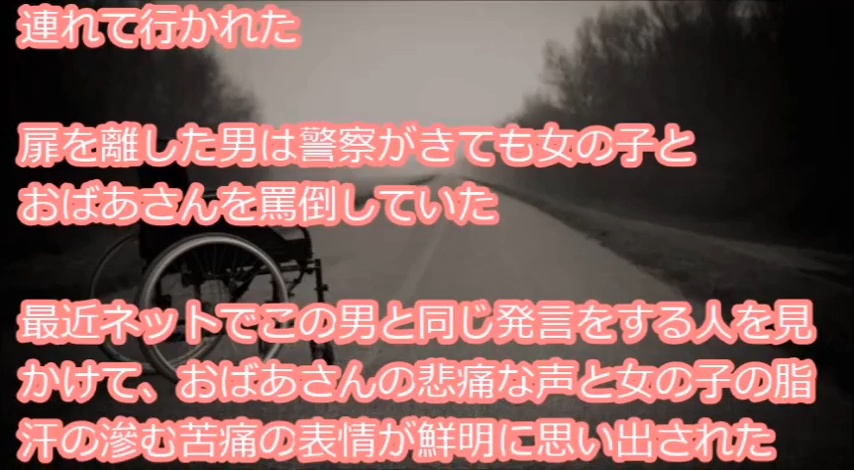 連れて行かれた
扉を離した男は警察がきても女の子と
おばあさんを罵倒していた
最近ネットでこの男と同じ発言をする人を見
かけて、おばあさんの悲痛な声と女の子の脂
汗の滲む苦痛の表情が鮮明に思い出された